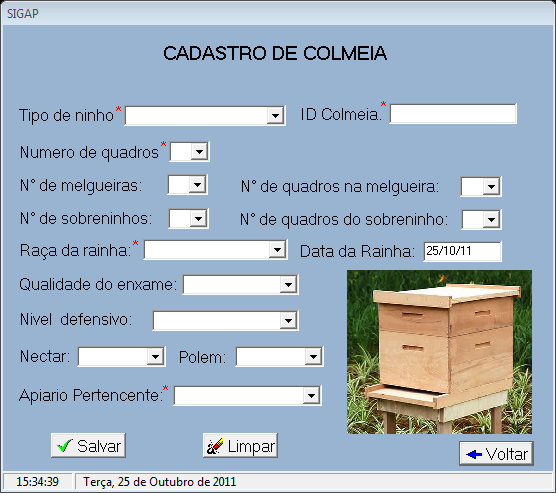 SIGAP
CADASTRO DE COLMEIA
Tipo de ninho* ID Colmeia.*
Numero de quadros*
N° de melgueiras: N° de quadros na melgueira:
N° de sobreninhos: N° de quadros do sobreninho:
Raça da rainha:* Data da Rainha: 25/10/11
Qualidade do enxame:
Nivel defensivo:
Nectar: Polem:
Apiario Pertencente:*
Salvar Limpar Voltar
15:34:39 Terça, 25 de Outubro de 2011